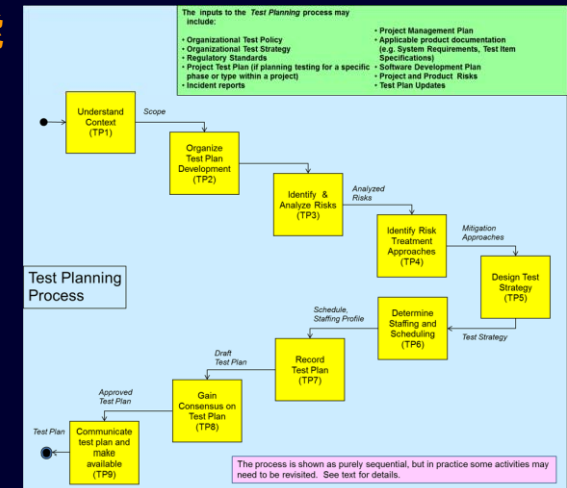 The inputs to the Test Planning process may
include:
• Organizational Test Policy
• Organizational Test Strategy
• Regulatory Standards
• Project Test Plan (if planning testing for a specific
phase or type within a project)
• Incident reports
• Project Management Plan
• Applicable product documentation
(e.g. System Requirements, Test Item
Specifications)
• Software Development Plan
• Project and Product Risks
• Test Plan Updates
Understand
Context
(TP1)
Scope
Organize
Test Plan
Development
(TP2)
Identify &
Analyze Risks
(TP3)
Analyzed
Risks
Identify Risk
Treatment
Approaches
(TP4)
Mitigation
Approaches
Design Test
Strategy
(TP5)
Test Planning
Process
Test Strategy
Determine
Staffing and
Scheduling
(TP6)
Schedule,
Staffing Profile
Record
Test Plan
(TP7)
Draft
Test Plan
Gain
Consensus on
Test Plan
(TP8)
Approved
Test Plan
Communicate
test plan and
make
available
(TP9)
Test Plan
The process is shown as purely sequential, but in practice some activities may
need to be revisited. See text for details.